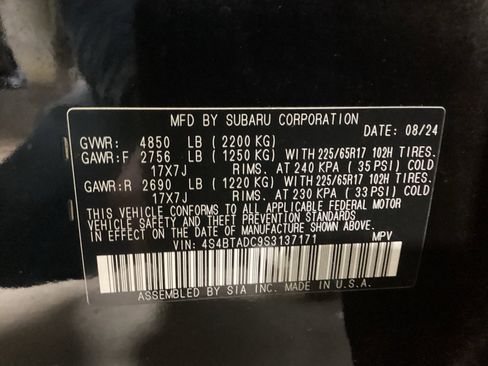 MFD BY SUBARU CORPORATION
DATE: 08/24
GVWR: 4850 LB (2200 KG)
GAWR:F 2756 LB (1250 KG) WITH 225/65R17 102H TIRES.
17X7J RIMS. AT 240 KPA (35 PSI) COLD
GAWR:R 2690 LB (1220 KG) WITH 225/65R17 102H TIRES.
17X7J RIMS. AT 230 KPA (33 PSI) COLD
THIS VEHICLE CONFORMS TO ALL APPLICABLE FEDERAL MOTOR
VEHICLE SAFETY AND THEFT PREVENTION STANDARDS IN EFFECT
ON THE DATE OF MANUFACTURE SHOWN ABOVE.
VIN: 4S4BTADC9S3137171 MPV
ASSEMBLED BY SIA INC. IN U.S.A.